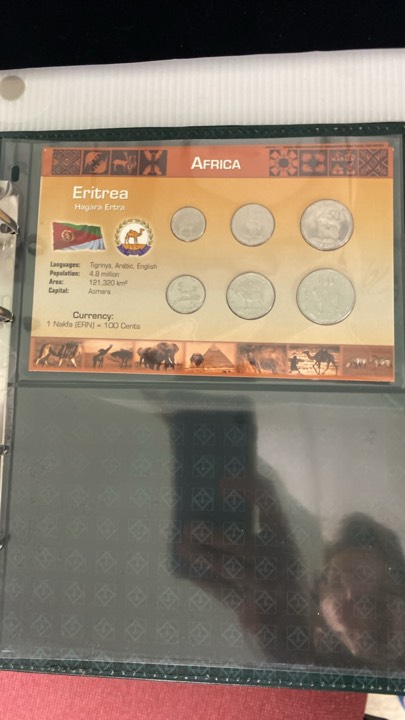 AFRICA
Eritrea
Hagara Ertra
Languages: Tigrinya, Arabic, English
Population: 4.8 million
Area: 121,320 km²
Capital: Asmara
Currency:
1 Nakfa (ERN) = 100 Cents
50